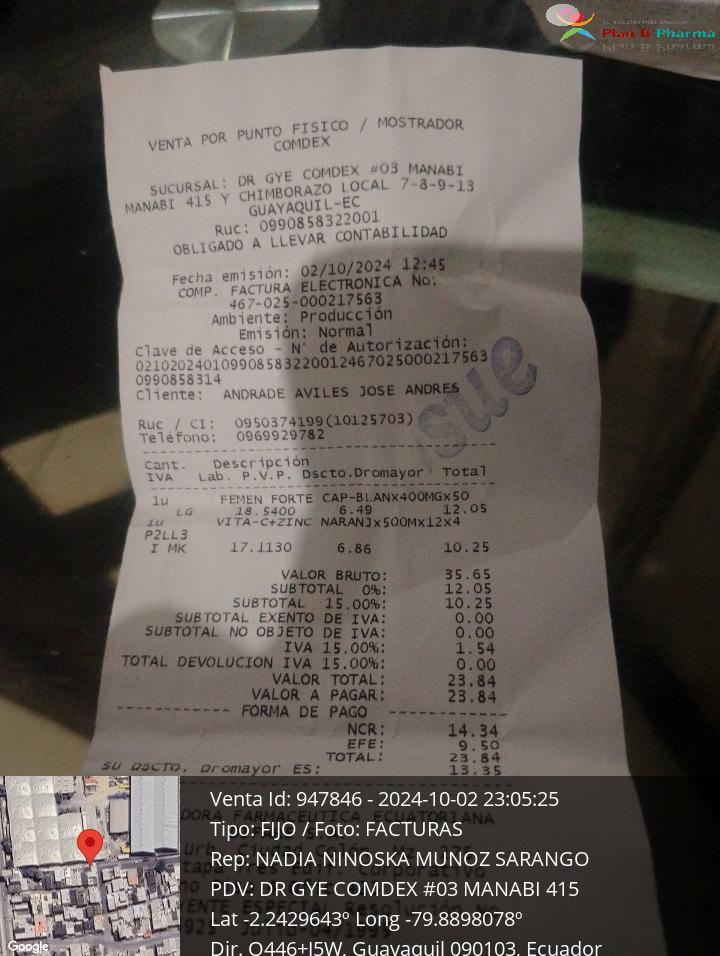 Su solución más efectiva
Plan B Pharma
VENTA POR PUNTO FISICO / MOSTRADOR
COMDEX
SUCURSAL: DR GYE COMDEX #03 MANABI
MANABI 415 Y CHIMBORAZO LOCAL 7-8-9-13
GUAYAQUIL-EC
Ruc: 0990858322001
OBLIGADO A LLEVAR CONTABILIDAD
Fecha emisión: 02/10/2024 12:45
COMP. FACTURA ELECTRONICA No:
467-025-000217563
Ambiente: Producción
Emisión: Normal
Clave de Acceso - N° de Autorización:
021020240109908583220012467025000217563
0990858314
Cliente: ANDRADE AVILES JOSE ANDRES
Ruc / CI: 0950374199(10125703)
Teléfono: 0969929782
Cant. Descripción
IVA Lab. P.V.P. Dscto.Dromayor Total
1u FEMEN FORTE CAP-BLANx400MGx50
LG 18.5400 6.49 12.05
1u VITA-C+ZINC NARANJx500Mx12x4
P2LL3
I MK 17.1130 6.86 10.25
VALOR BRUTO: 35.65
SUBTOTAL 0%: 12.05
SUBTOTAL 15.00%: 10.25
SUBTOTAL EXENTO DE IVA: 0.00
SUBTOTAL NO OBJETO DE IVA: 0.00
IVA 15.00%: 1.54
TOTAL DEVOLUCION IVA 15.00%: 0.00
VALOR TOTAL: 23.84
VALOR A PAGAR: 23.84
FORMA DE PAGO
NCR: 14.34
EFE: 9.50
TOTAL: 23.84
SU DSCTO. Dromayor ES: 13.35
DORA FARMACEUTICA ECUATORIANA
Venta Id: 947846 - 2024-10-02 23:05:25
Tipo: FIJO / Foto: FACTURAS
Rep: NADIA NINOSKA MUNOZ SARANGO
PDV: DR GYE COMDEX #03 MANABI 415
Lat -2.2429643º Long -79.8898078º
Dir. Q446+J5W, Guayaquil 090103, Ecuador
Google